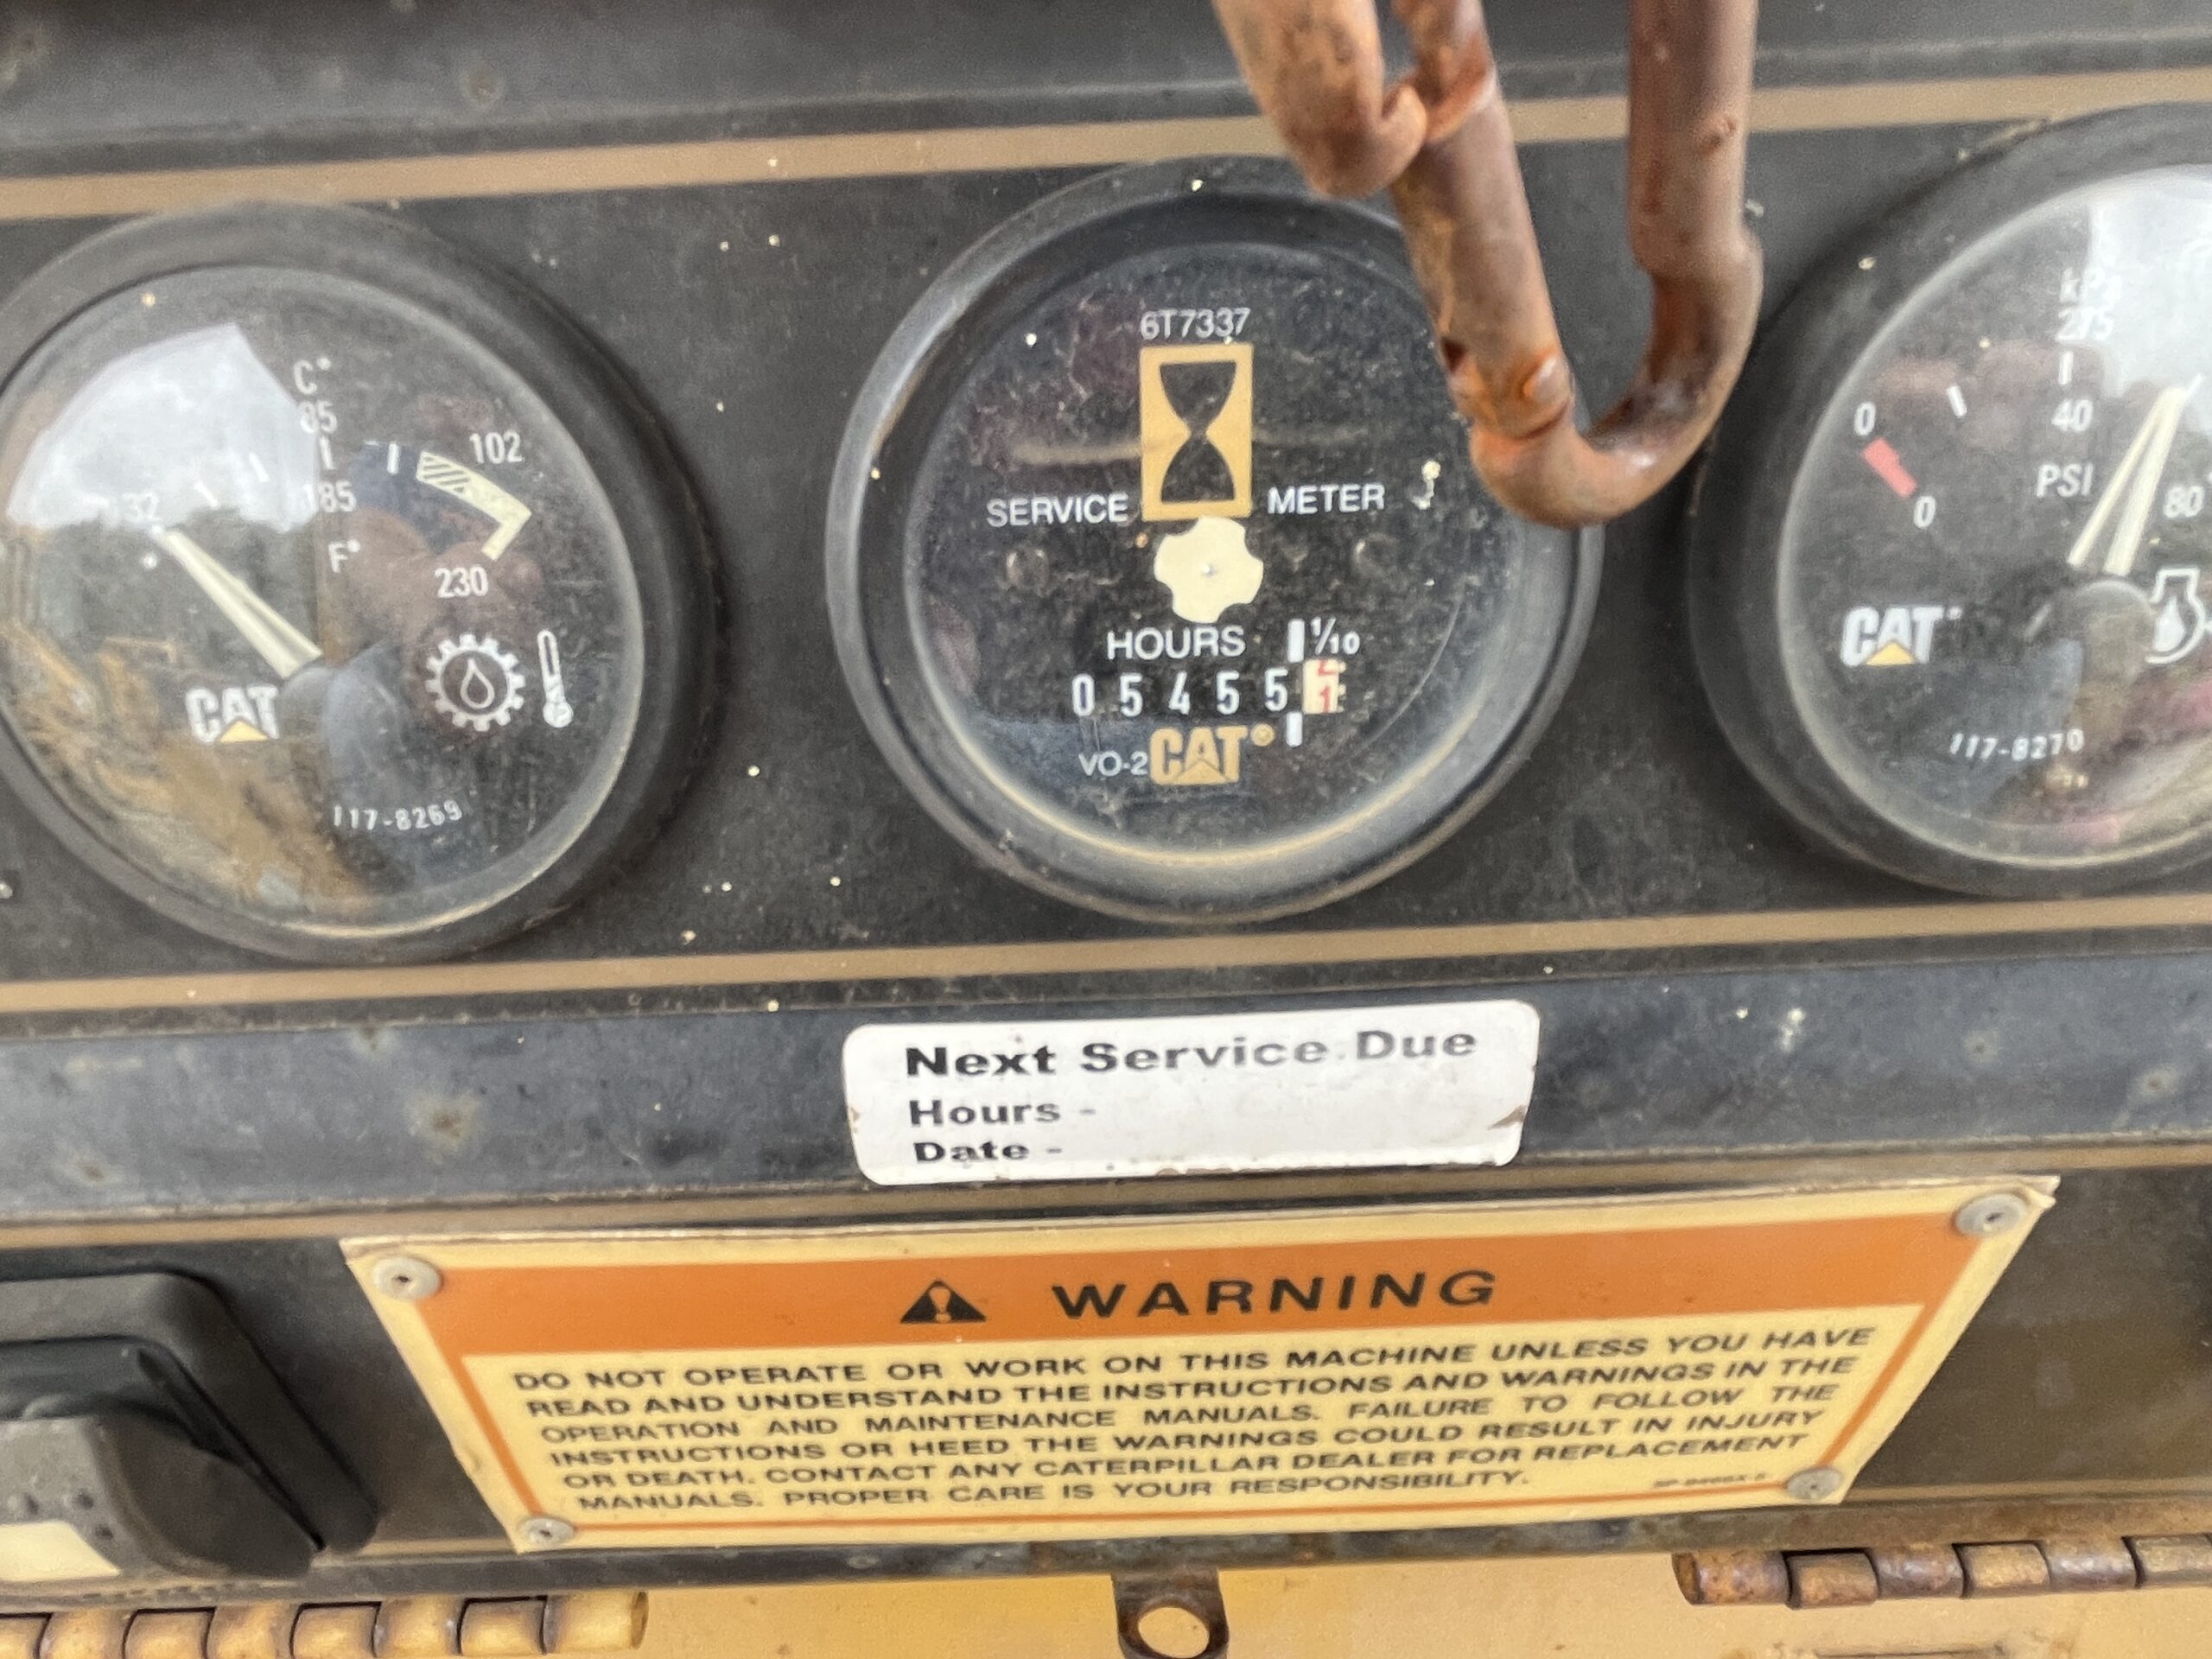 C°
85
102
132
185
F°
230
CAT
117-8269
6T7337
SERVICE METER
HOURS 1/10
05455 1
VO-2 CAT
275
0
40
PSI
80
0
CAT
117-8270
Next Service Due
Hours -
Date -
WARNING
DO NOT OPERATE OR WORK ON THIS MACHINE UNLESS YOU HAVE
READ AND UNDERSTAND THE INSTRUCTIONS AND WARNINGS IN THE
OPERATION AND MAINTENANCE MANUALS. FAILURE TO FOLLOW THE
INSTRUCTIONS OR HEED THE WARNINGS COULD RESULT IN INJURY
OR DEATH. CONTACT ANY CATERPILLAR DEALER FOR REPLACEMENT
MANUALS. PROPER CARE IS YOUR RESPONSIBILITY.